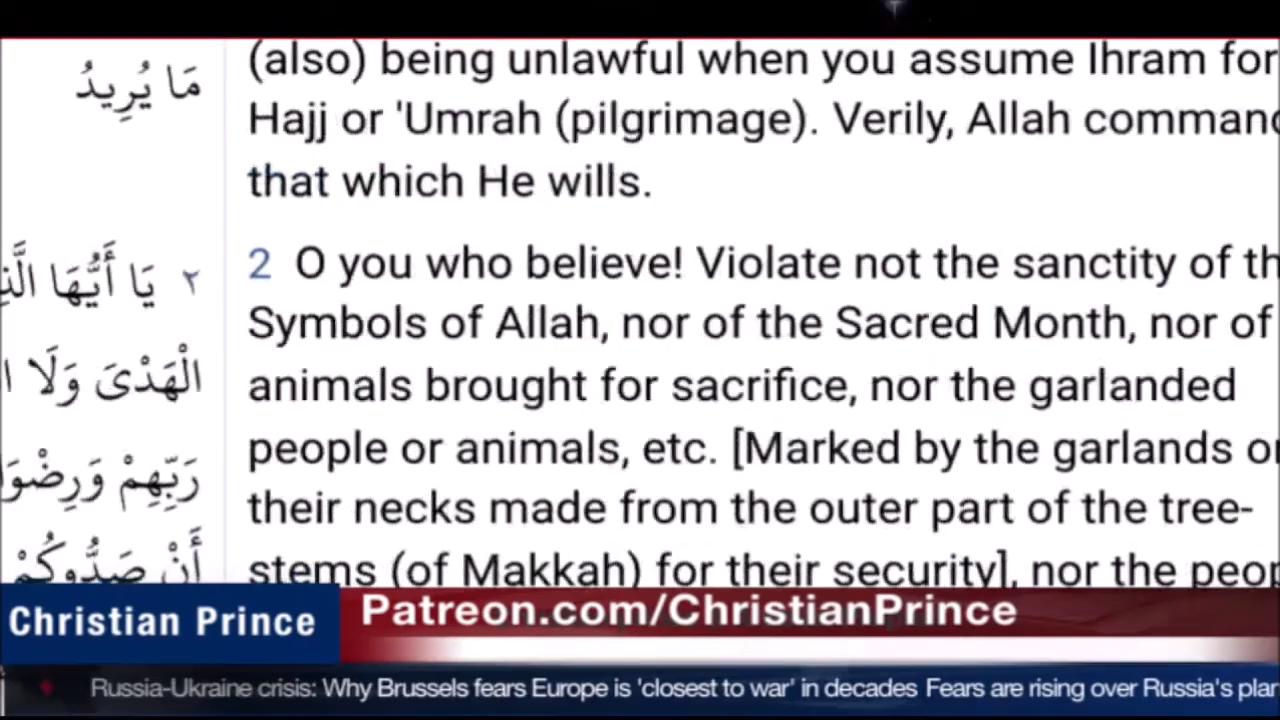 (also) being unlawful when you assume Ihram for
Hajj or 'Umrah (pilgrimage). Verily, Allah command
that which He wills.
2 O you who believe! Violate not the sanctity of th
Symbols of Allah, nor of the Sacred Month, nor of
animals brought for sacrifice, nor the garlanded
people or animals, etc. [Marked by the garlands on
their necks made from the outer part of the tree-
stems (of Makkah) for their security], nor the peop
مَا يُرِيدُ
٢ يَا أَيُّهَا الَّذِ
الْهَدْىَ وَلَا ا
رَبِّهِمْ وَرِضْوَا
أَنْ صَدُّوكُمْ
Christian Prince
Patreon.com/ChristianPrince
Russia-Ukraine crisis: Why Brussels fears Europe is 'closest to war' in decades Fears are rising over Russia's plan